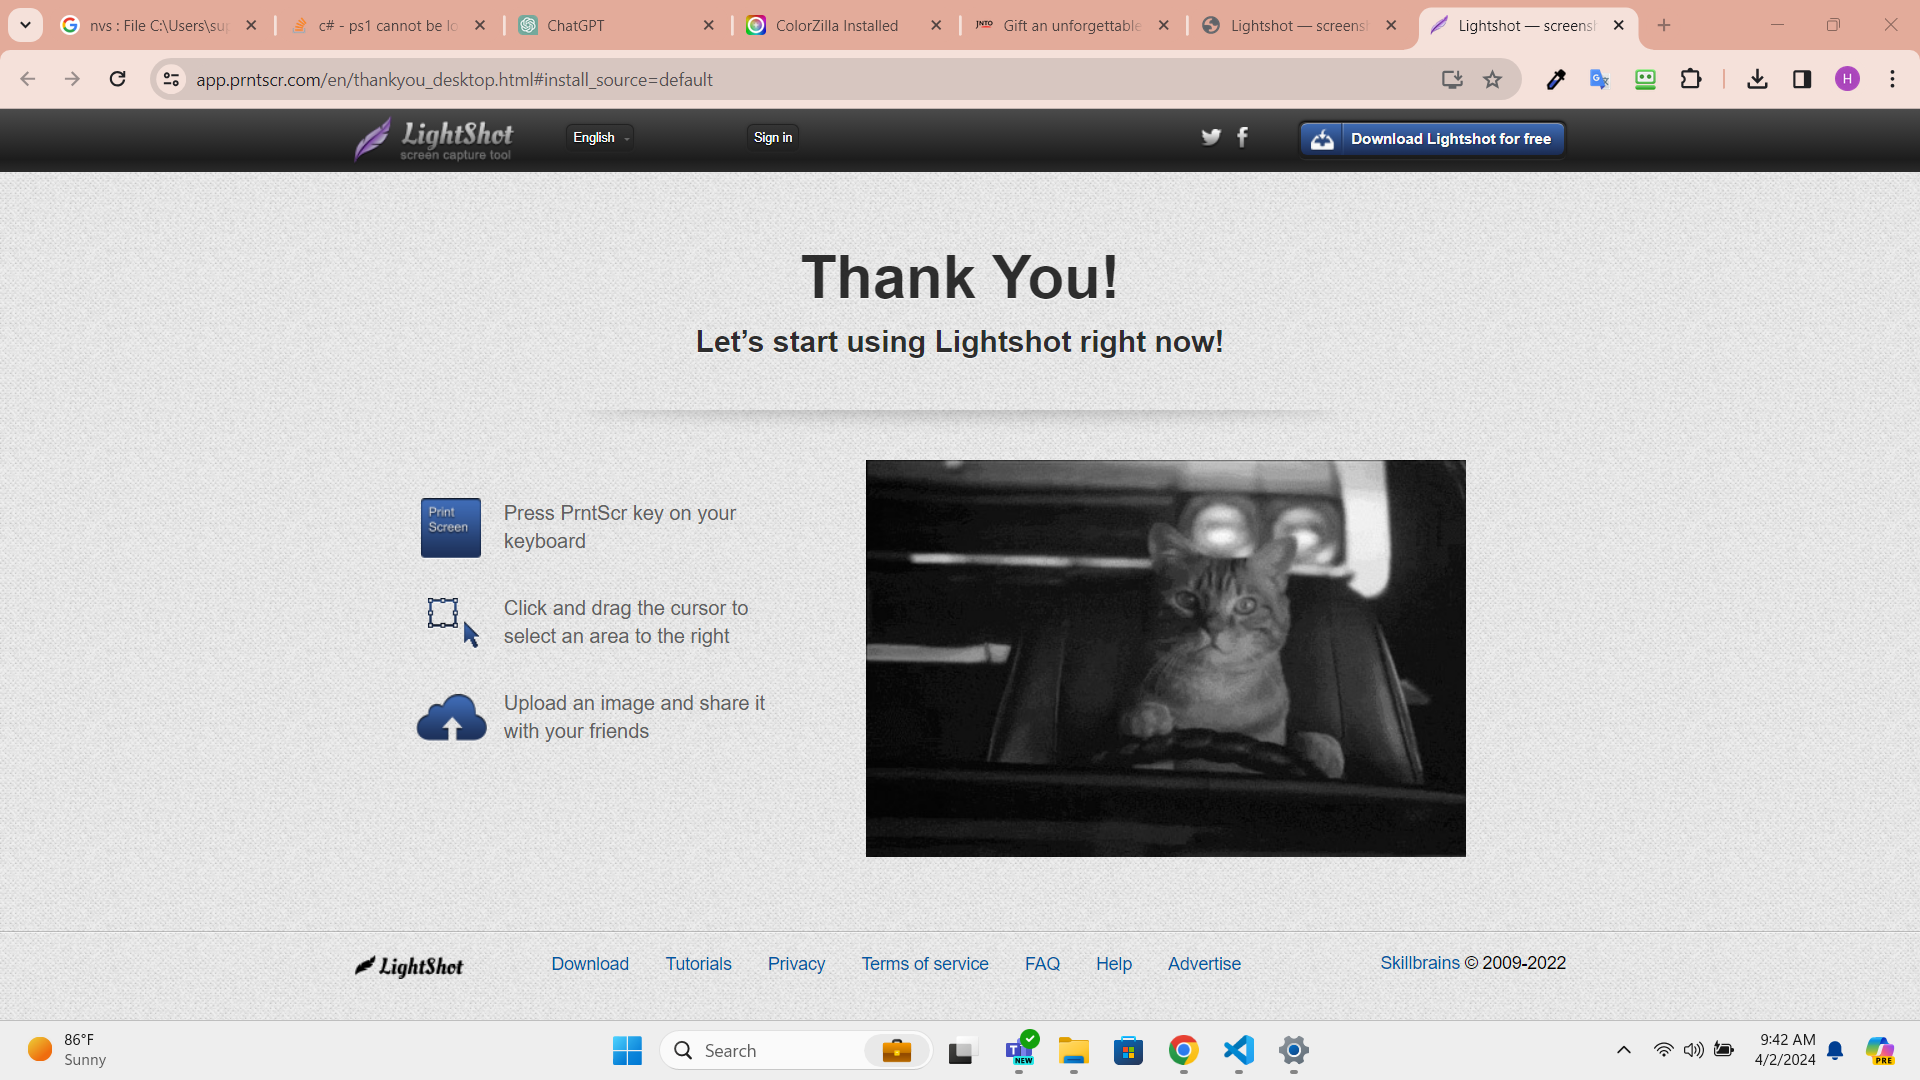 nvs : File C:\Users\sup
c# - ps1 cannot be lo
ChatGPT
ColorZilla Installed
JNTO
Gift an unforgettable
Lightshot — screensh
Lightshot — screensh
app.prntscr.com/en/thankyou_desktop.html#install_source=default
H
LightShot
screen capture tool
English
Sign in
Download Lightshot for free
Thank You!
Let’s start using Lightshot right now!
Print
Screen
Press PrntScr key on your
keyboard
Click and drag the cursor to
select an area to the right
Upload an image and share it
with your friends
LightShot
Download
Tutorials
Privacy
Terms of service
FAQ
Help
Advertise
Skillbrains © 2009-2022
86°F
Sunny
Search
NEW
9:42 AM
4/2/2024
PRE